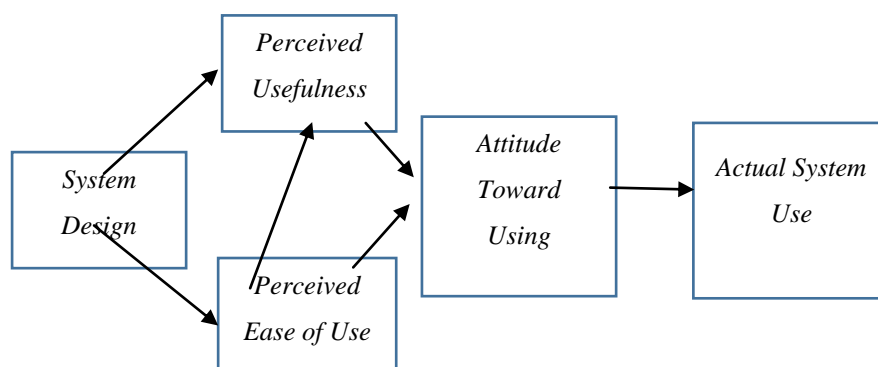 Perceived
Usefulness
System
Design
Perceived
Ease of Use
Attitude
Toward
Using
Actual System
Use